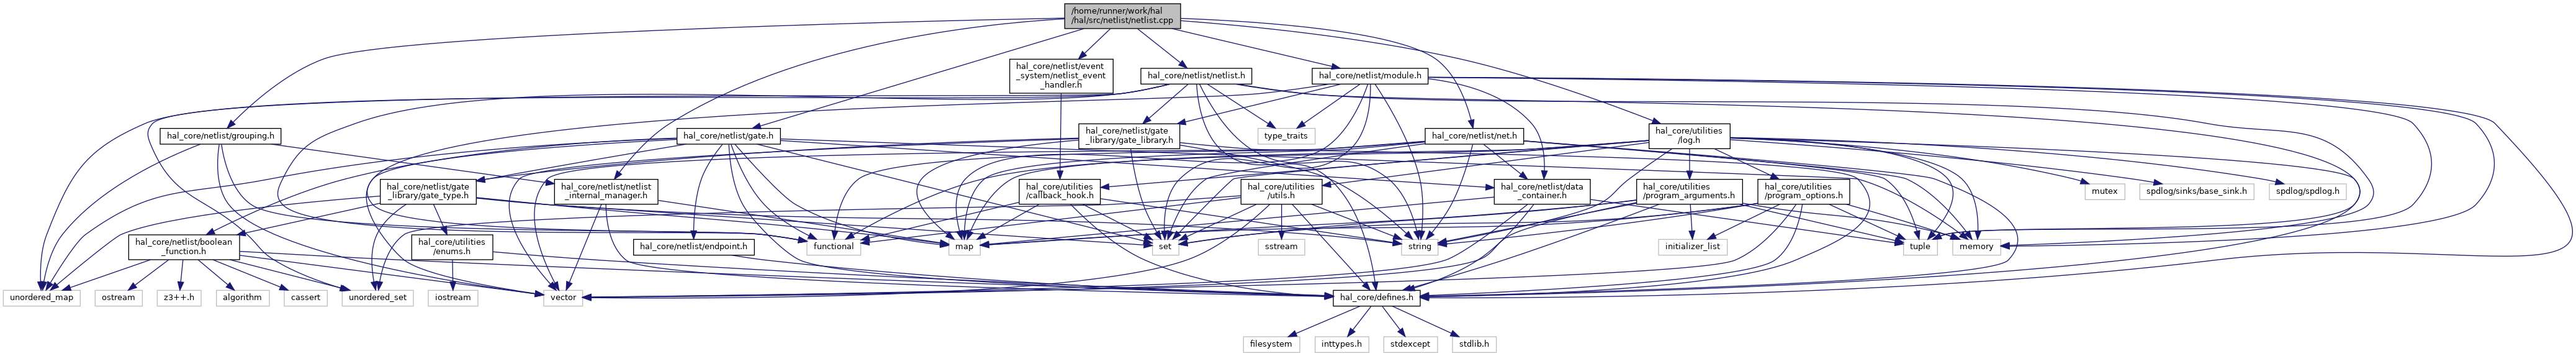 /home/runner/work/hal
/hal/src/netlist/netlist.cpp
hal_core/netlist/event
_system/netlist_event
_handler.h
hal_core/netlist/netlist.h
hal_core/netlist/module.h
hal_core/netlist/grouping.h
hal_core/netlist/gate.h
hal_core/netlist/gate
_library/gate_library.h
type_traits
hal_core/netlist/net.h
hal_core/utilities
/log.h
hal_core/netlist/gate
_library/gate_type.h
hal_core/netlist/netlist
_internal_manager.h
hal_core/utilities
/callback_hook.h
hal_core/utilities
/utils.h
hal_core/netlist/data
_container.h
hal_core/utilities
/program_arguments.h
hal_core/utilities
/program_options.h
mutex
spdlog/sinks/base_sink.h
spdlog/spdlog.h
hal_core/netlist/boolean
_function.h
hal_core/utilities
/enums.h
hal_core/netlist/endpoint.h
functional
map
set
sstream
string
initializer_list
tuple
memory
unordered_map
ostream
z3++.h
algorithm
cassert
unordered_set
iostream
vector
hal_core/defines.h
filesystem
inttypes.h
stdexcept
stdlib.h